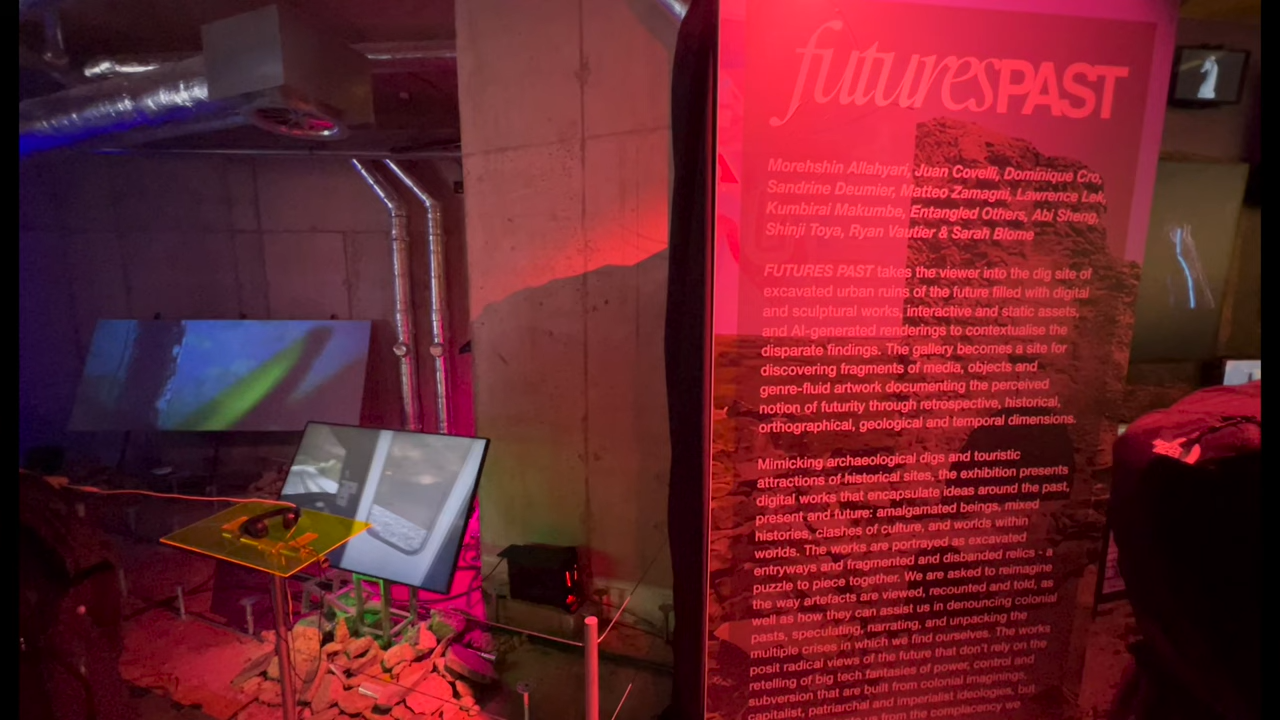 futuresPAST
Morehshin Allahyari, Juan Covelli, Dominique Cro,
Sandrine Deumier, Matteo Zamagni, Lawrence Lek,
Kumbirai Makumbe, Entangled Others, Abi Sheng,
Shinji Toya, Ryan Vautier & Sarah Blome
FUTURES PAST takes the viewer into the dig site of
excavated urban ruins of the future filled with digital
and sculptural works, interactive and static assets,
and AI-generated renderings to contextualise the
disparate findings. The gallery becomes a site for
discovering fragments of media, objects and
genre-fluid artwork documenting the perceived
notion of futurity through retrospective, historical,
orthographical, geological and temporal dimensions.
Mimicking archaeological digs and touristic
attractions of historical sites, the exhibition presents
digital works that encapsulate ideas around the past,
present and future: amalgamated beings, mixed
histories, clashes of culture, and worlds within
worlds. The works are portrayed as excavated
entryways and fragmented and disbanded relics - a
puzzle to piece together. We are asked to reimagine
the way artefacts are viewed, recounted and told, as
well as how they can assist us in denouncing colonial
pasts, speculating, narrating, and unpacking the
multiple crises in which we find ourselves. The works
posit radical views of the future that don't rely on the
retelling of big tech fantasies of power, control and
subversion that are built from colonial imaginings,
capitalist, patriarchal and imperialist ideologies, but
us from the complacency we